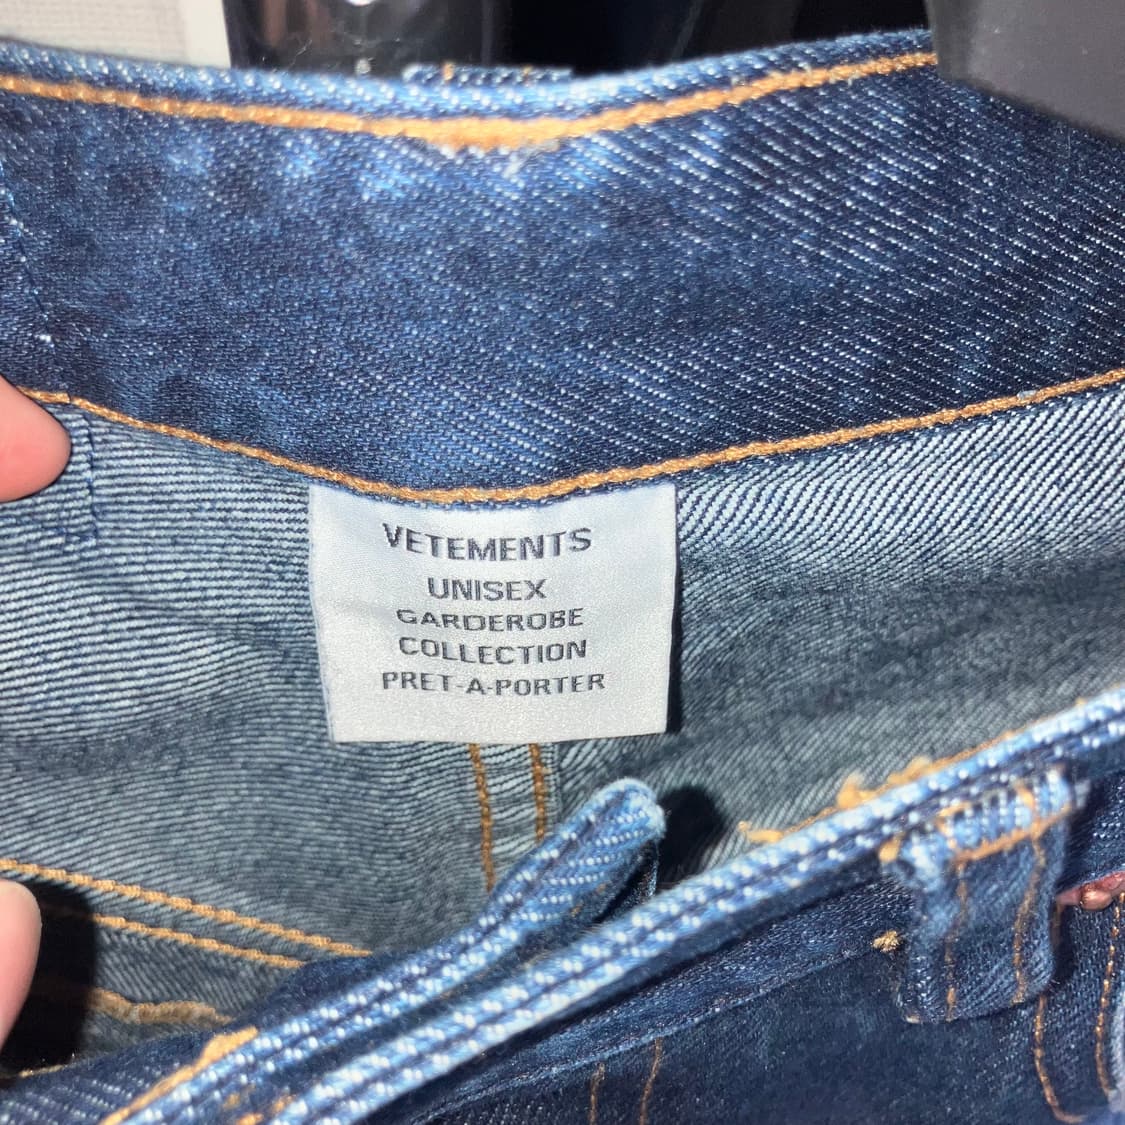 VETEMENTS
UNISEX
GARDEROBE
COLLECTION
PRET-A-PORTER